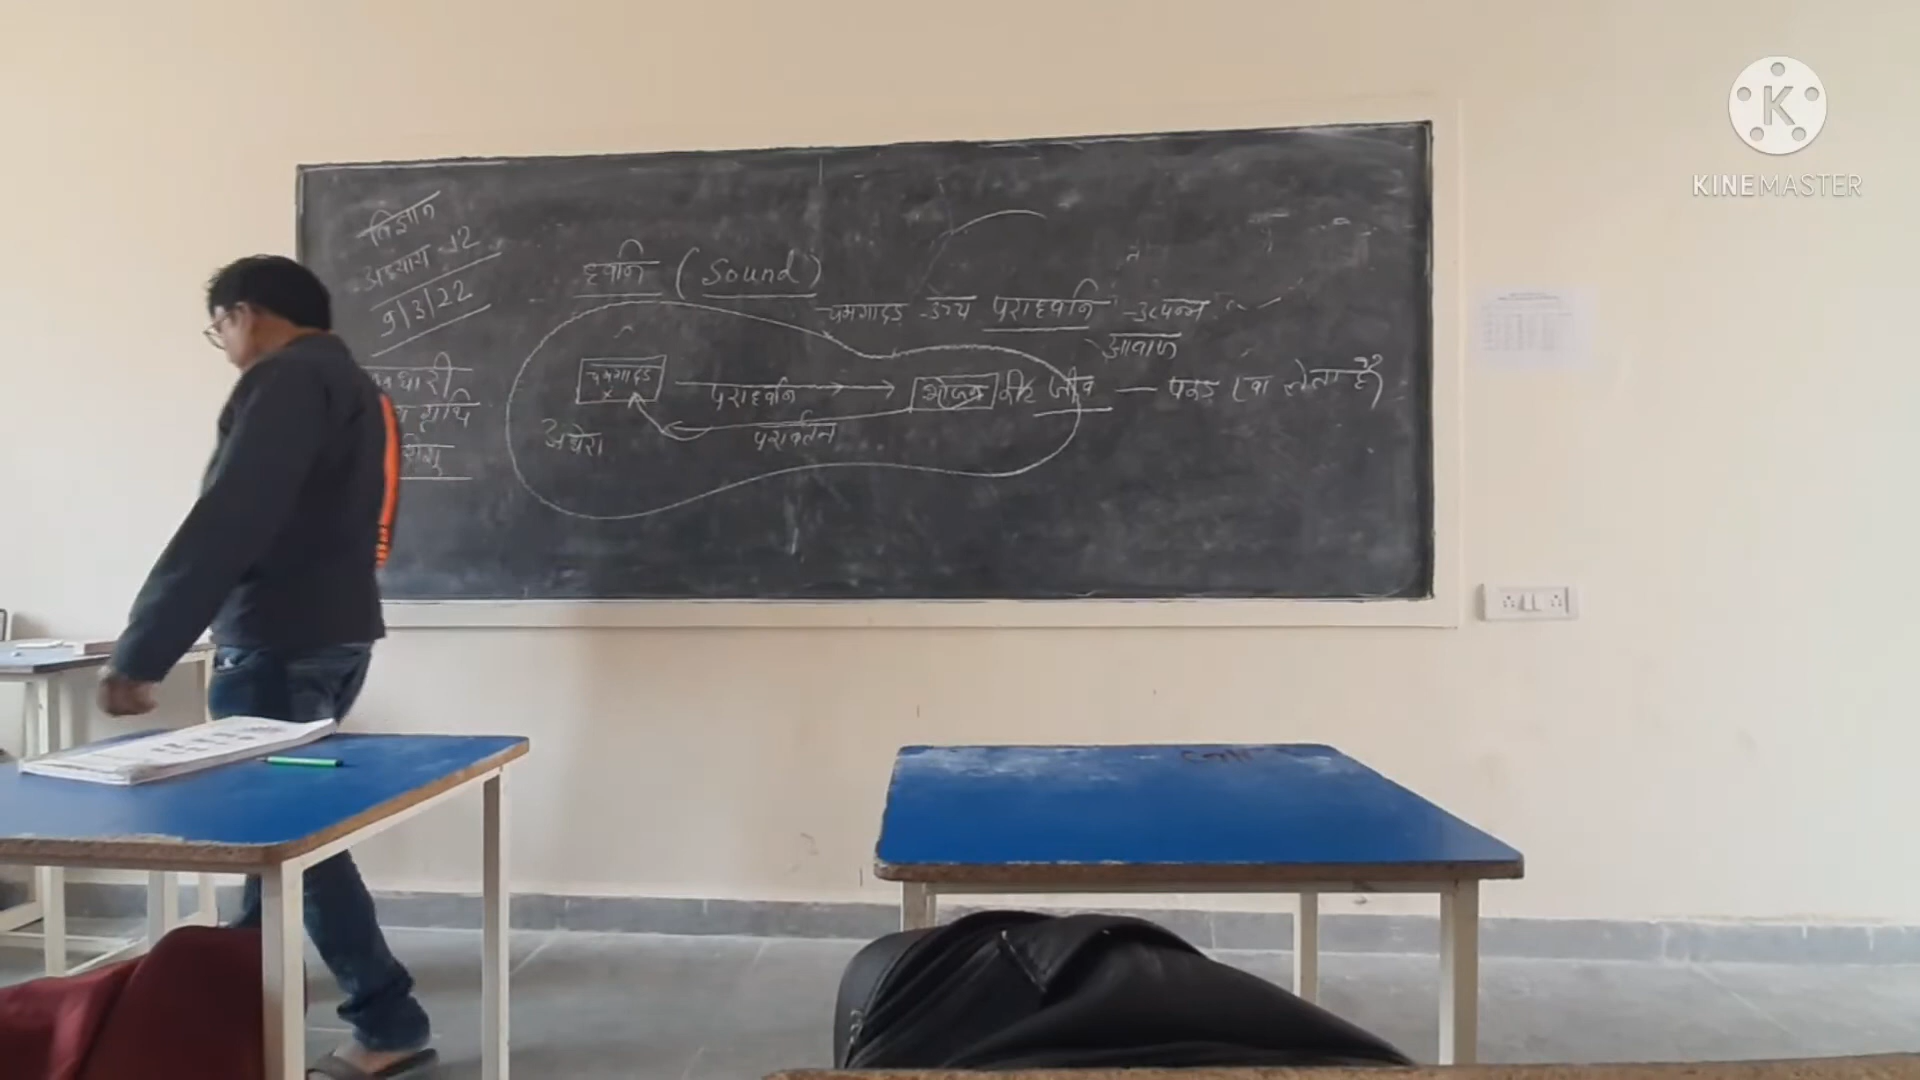 विज्ञान
अध्याय 12
9/3/22
ध्वनि (Sound)
चमगादड़ उच्च पराध्वनि उत्पन्न
आवाज
चमगादड़
पराध्वनि
भोजन कीट जीव — पकड़ खा लेता है
परावर्तन
अंधेरा
धारी
KINEMASTER